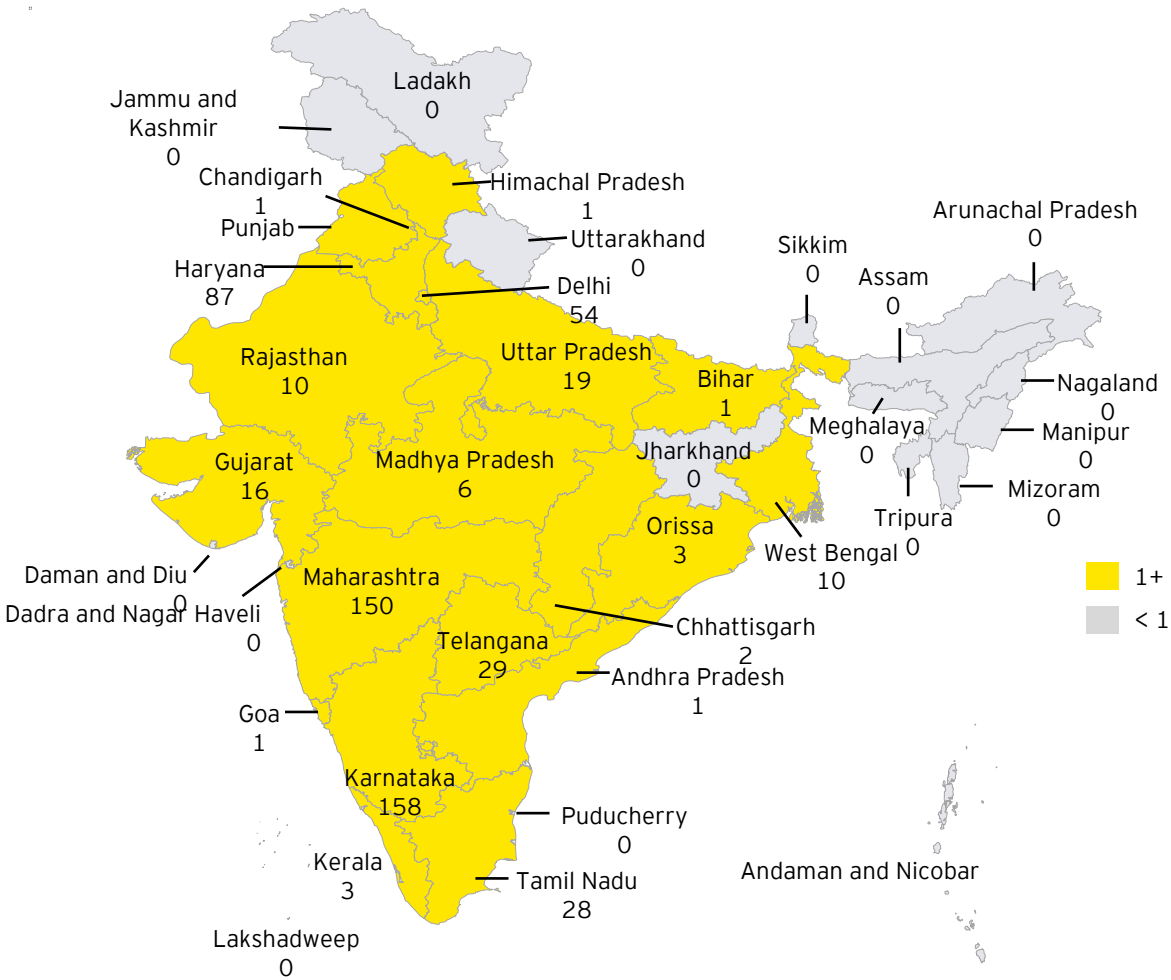 Ladakh
0
Jammu and
Kashmir
0
Chandigarh
1
Himachal Pradesh
1
Punjab
Uttarakhand
0
Haryana
87
Delhi
54
Arunachal Pradesh
0
Sikkim
0
Assam
0
Rajasthan
10
Uttar Pradesh
19
Bihar
1
Nagaland
0
Meghalaya
0
Manipur
0
Gujarat
16
Madhya Pradesh
6
Jharkhand
0
Mizoram
0
Tripura
0
Orissa
3
West Bengal
10
Daman and Diu
0
Dadra and Nagar Haveli
0
Maharashtra
150
1+
< 1
Telangana
29
Chhattisgarh
2
Andhra Pradesh
1
Goa
1
Karnataka
158
Puducherry
0
Kerala
3
Tamil Nadu
28
Andaman and Nicobar
Lakshadweep
0